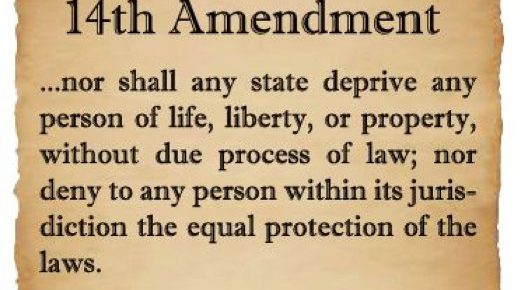 14th Amendment
...nor shall any state deprive any
person of life, liberty, or property,
without due process of law; nor
deny to any person within its juris-
diction the equal protection of the
laws.